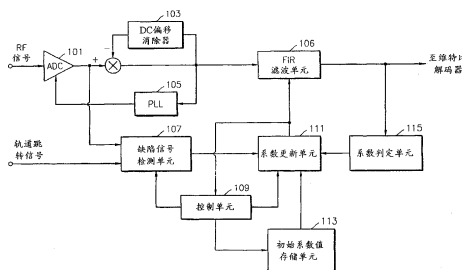 103
DC偏移
消除器
RF
信号
101
ADC
+
-
105
PLL
106
FIR
滤波单元
至维特比
解码器
107
缺陷信号
检测单元
轨道跳
转信号
111
系数更新单元
115
系数判定单元
109
控制单元
113
初始系数值
存储单元